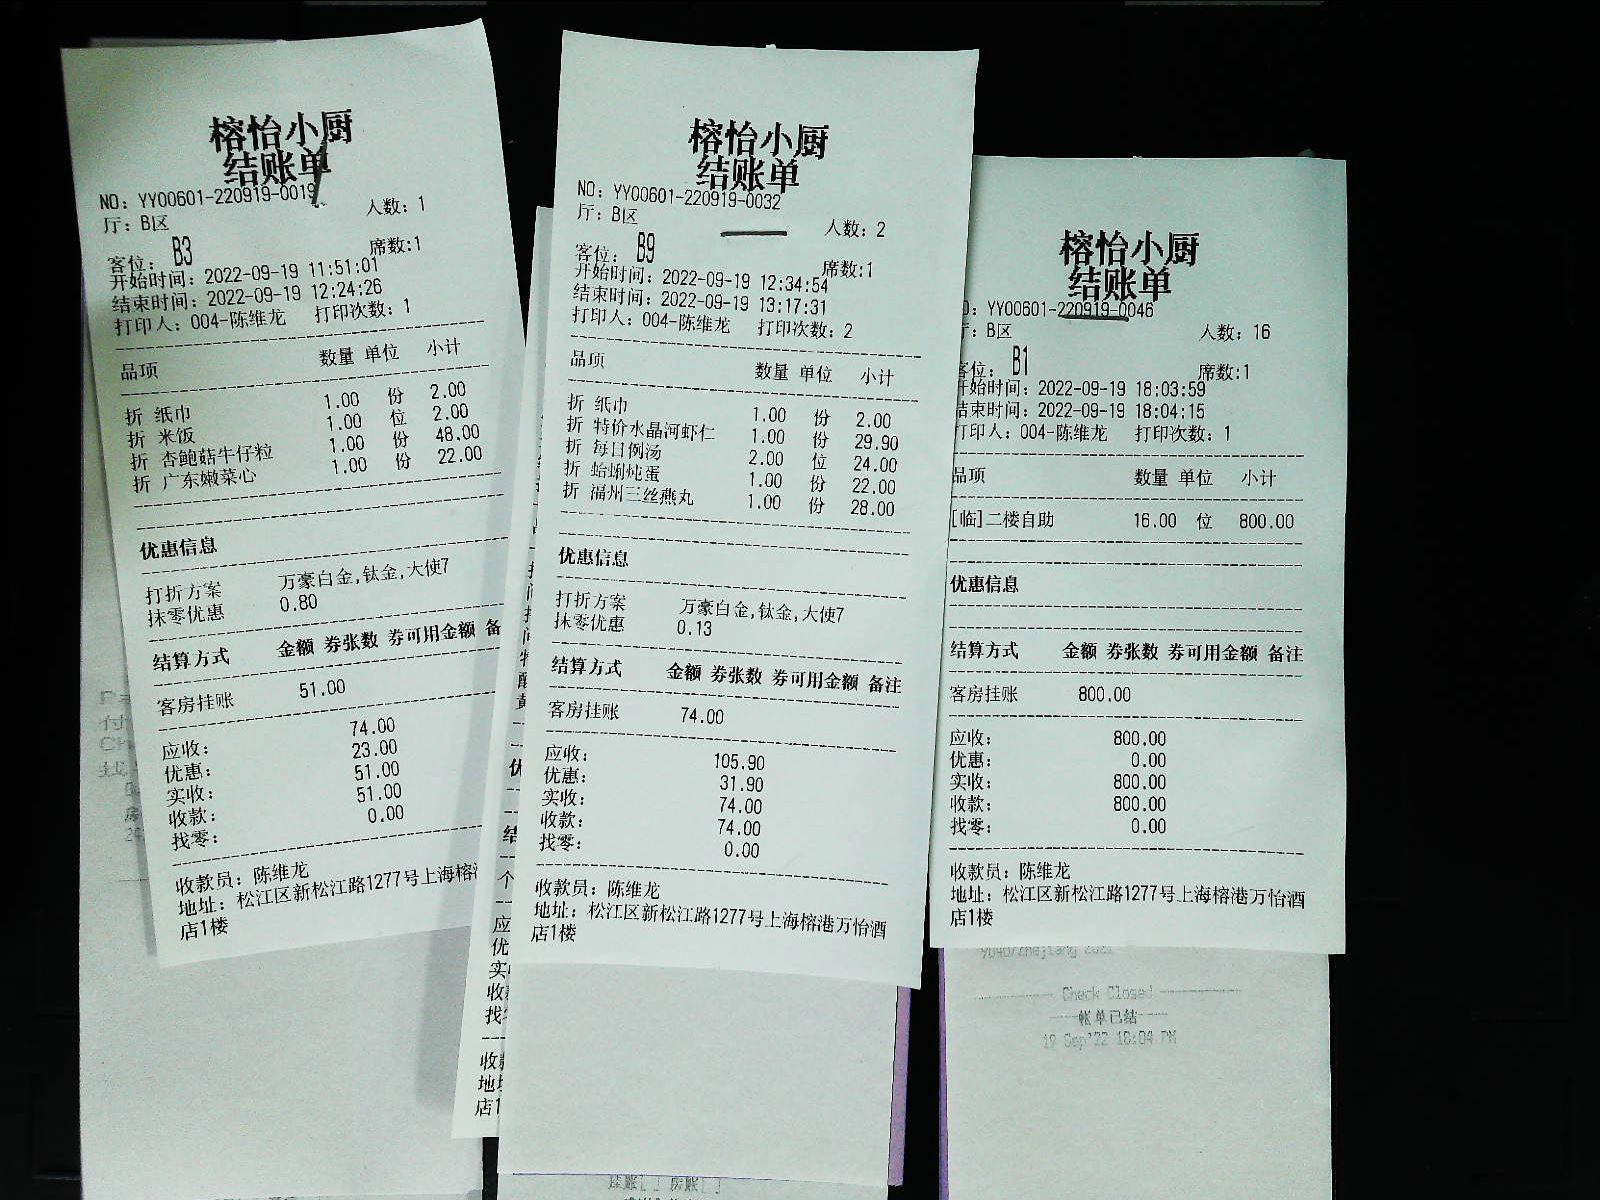 榕怡小厨
结账单
NO: YY00601-220919-0019
厅: B区 人数: 1
客位: B3 席数:1
开始时间: 2022-09-19 11:51:01
结束时间: 2022-09-19 12:24:26
打印人: 004-陈维龙 打印次数: 1
品项 数量 单位 小计
折 纸巾 1.00 份 2.00
折 米饭 1.00 位 2.00
折 杏鲍菇牛仔粒 1.00 份 48.00
折 广东嫩菜心 1.00 份 22.00
优惠信息
打折方案 万豪白金,钛金,大使7
抹零优惠 0.80
结算方式 金额 券张数 券可用金额 备
客房挂账 51.00
应收: 74.00
优惠: 23.00
实收: 51.00
收款: 51.00
找零: 0.00
收款员: 陈维龙
地址: 松江区新松江路1277号上海榕
店1楼
榕怡小厨
结账单
NO: YY00601-220919-0032
厅: B区 人数: 2
客位: B9 席数:1
开始时间: 2022-09-19 12:34:54
结束时间: 2022-09-19 13:17:31
打印人: 004-陈维龙 打印次数: 2
品项 数量 单位 小计
折 纸巾 1.00 份 2.00
折 特价水晶河虾仁 1.00 份 29.90
折 每日例汤 2.00 位 24.00
折 蛤蜊炖蛋 1.00 份 22.00
折 福州三丝燕丸 1.00 份 28.00
优惠信息
打折方案 万豪白金,钛金,大使7
抹零优惠 0.13
结算方式 金额 券张数 券可用金额 备注
客房挂账 74.00
应收: 105.90
优惠: 31.90
实收: 74.00
收款: 74.00
找零: 0.00
收款员: 陈维龙
地址: 松江区新松江路1277号上海榕港万怡酒
店1楼
榕怡小厨
结账单
: YY00601-220919-0046
: B区 人数: 16
客位: B1 席数:1
开始时间: 2022-09-19 18:03:59
结束时间: 2022-09-19 18:04:15
打印人: 004-陈维龙 打印次数: 1
品项 数量 单位 小计
[临]二楼自助 16.00 位 800.00
优惠信息
结算方式 金额 券张数 券可用金额 备注
客房挂账 800.00
应收: 800.00
优惠: 0.00
实收: 800.00
收款: 800.00
找零: 0.00
收款员: 陈维龙
地址: 松江区新松江路1277号上海榕港万怡酒
店1楼
Check Closed
帐单已结
19 Sep'22 18:04 PM
结
个
应
优
实
收
找
收
地
店1